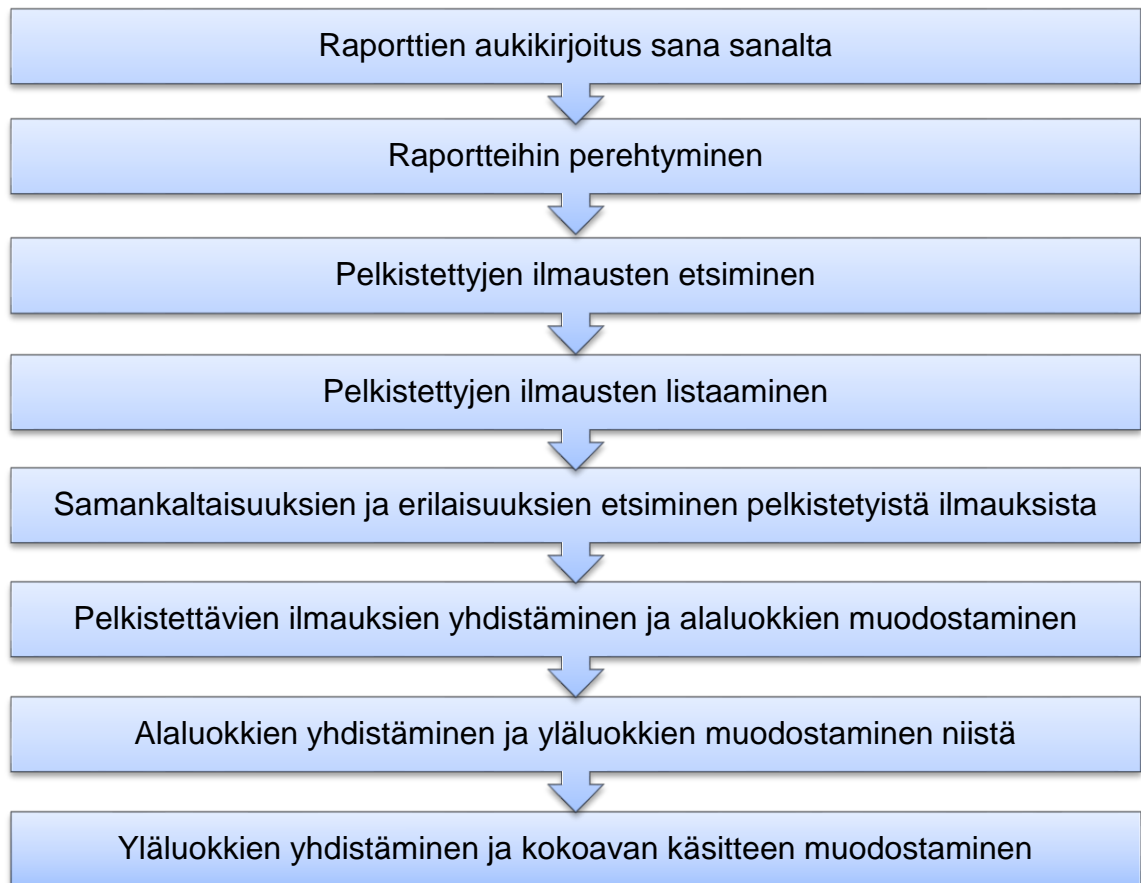 Raporttien aukikirjoitus sana sanalta
Raportteihin perehtyminen
Pelkistettyjen ilmausten etsiminen
Pelkistettyjen ilmausten listaaminen
Samankaltaisuuksien ja erilaisuuksien etsiminen pelkistetyistä ilmauksista
Pelkistettävien ilmauksien yhdistäminen ja alaluokkien muodostaminen
Alaluokkien yhdistäminen ja yläluokkien muodostaminen niistä
Yläluokkien yhdistäminen ja kokoavan käsitteen muodostaminen